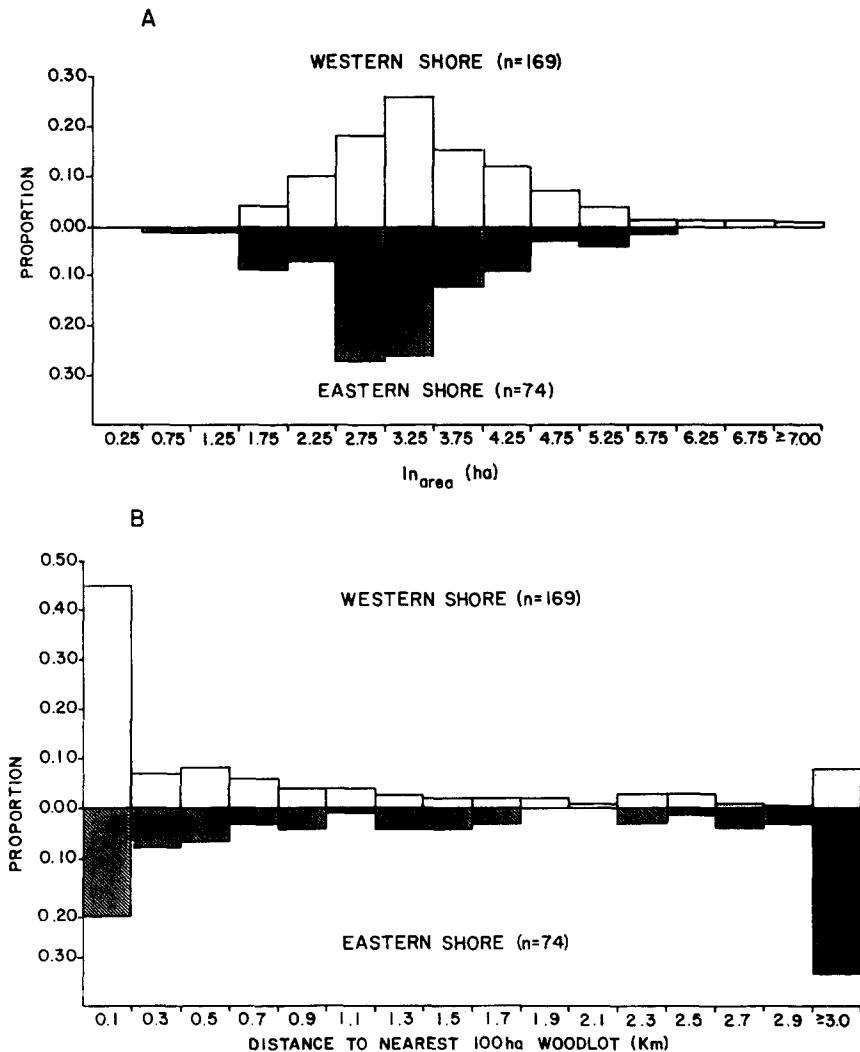 A
WESTERN SHORE (n=169)
0.30
0.20
0.10
0.00
0.10
0.20
0.30
PROPORTION
EASTERN SHORE (n=74)
0.25 0.75 1.25 1.75 2.25 2.75 3.25 3.75 4.25 4.75 5.25 5.75 6.25 6.75 ≥7.00
ln area (ha)
B
0.50
0.40
0.30
0.20
0.10
0.00
0.10
0.20
0.30
PROPORTION
WESTERN SHORE (n=169)
EASTERN SHORE (n=74)
0.1 0.3 0.5 0.7 0.9 1.1 1.3 1.5 1.7 1.9 2.1 2.3 2.5 2.7 2.9 ≥3.0
DISTANCE TO NEAREST 100ha WOODLOT (Km)